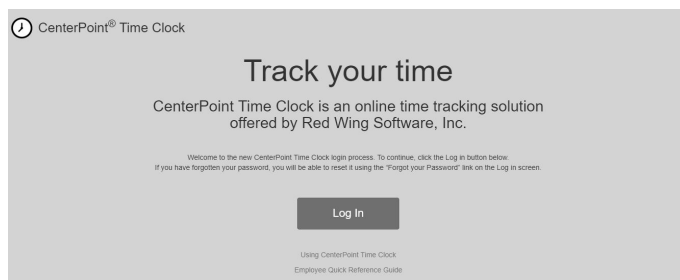 CenterPoint® Time Clock
Track your time
CenterPoint Time Clock is an online time tracking solution
offered by Red Wing Software, Inc.
Welcome to the new CenterPoint Time Clock login process. To continue, click the Log in button below.
If you have forgotten your password, you will be able to reset it using the "Forgot your Password" link on the Log in screen.
Log In
Using CenterPoint Time Clock
Employee Quick Reference Guide